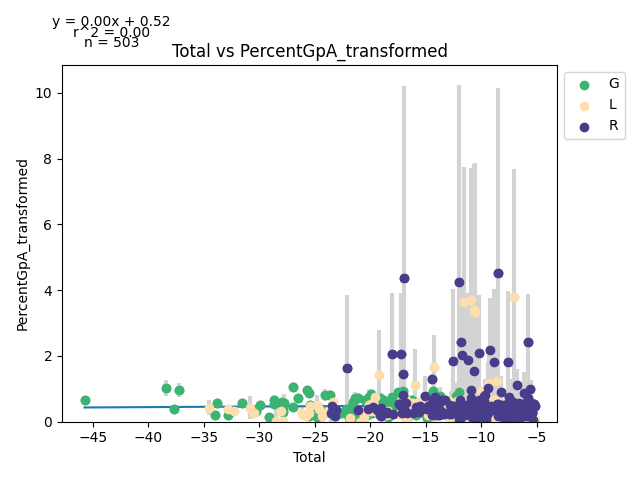 y = 0.00x + 0.52
r^2 = 0.00
n = 503
Total vs PercentGpA_transformed
G
L
R
PercentGpA_transformed
10
8
6
4
2
0
−45
−40
−35
−30
−25
−20
−15
−10
−5
Total